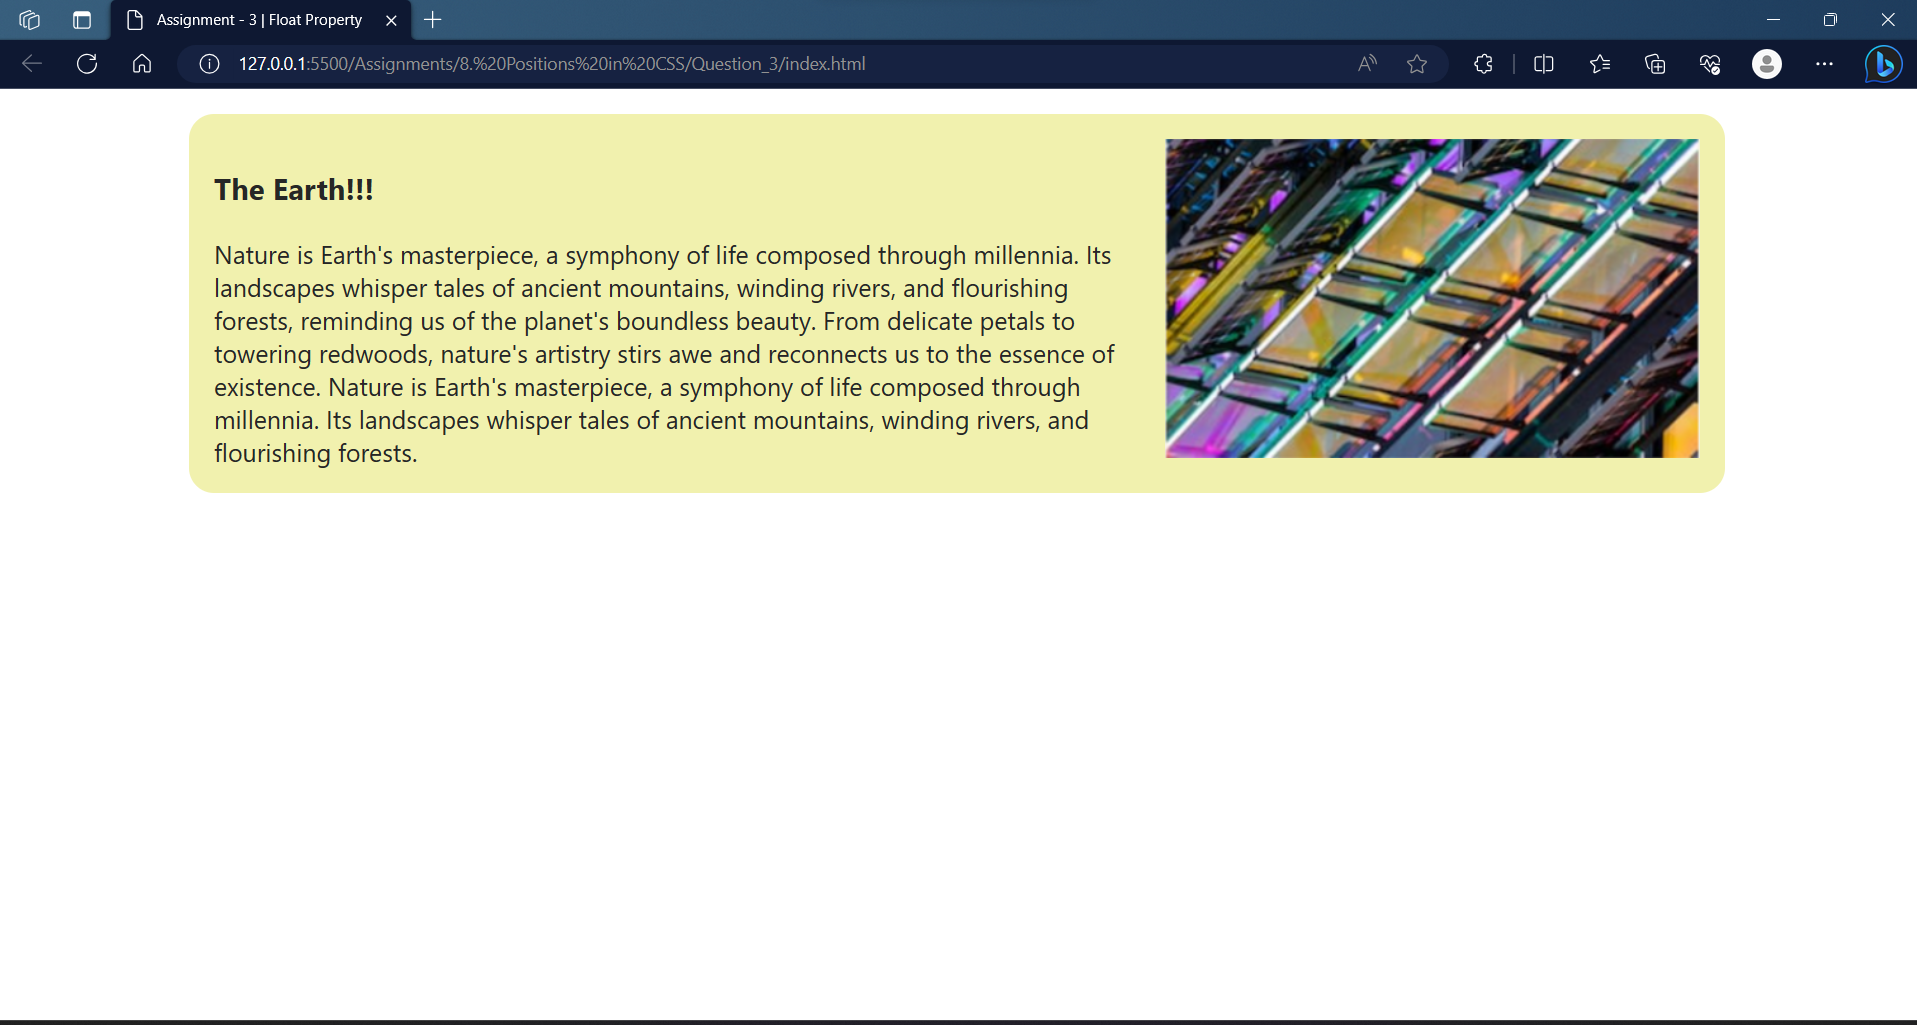 Assignment - 3 | Float Property
127.0.0.1:5500/Assignments/8.%20Positions%20in%20CSS/Question_3/index.html
The Earth!!!
Nature is Earth's masterpiece, a symphony of life composed through millennia. Its
landscapes whisper tales of ancient mountains, winding rivers, and flourishing
forests, reminding us of the planet's boundless beauty. From delicate petals to
towering redwoods, nature's artistry stirs awe and reconnects us to the essence of
existence. Nature is Earth's masterpiece, a symphony of life composed through
millennia. Its landscapes whisper tales of ancient mountains, winding rivers, and
flourishing forests.